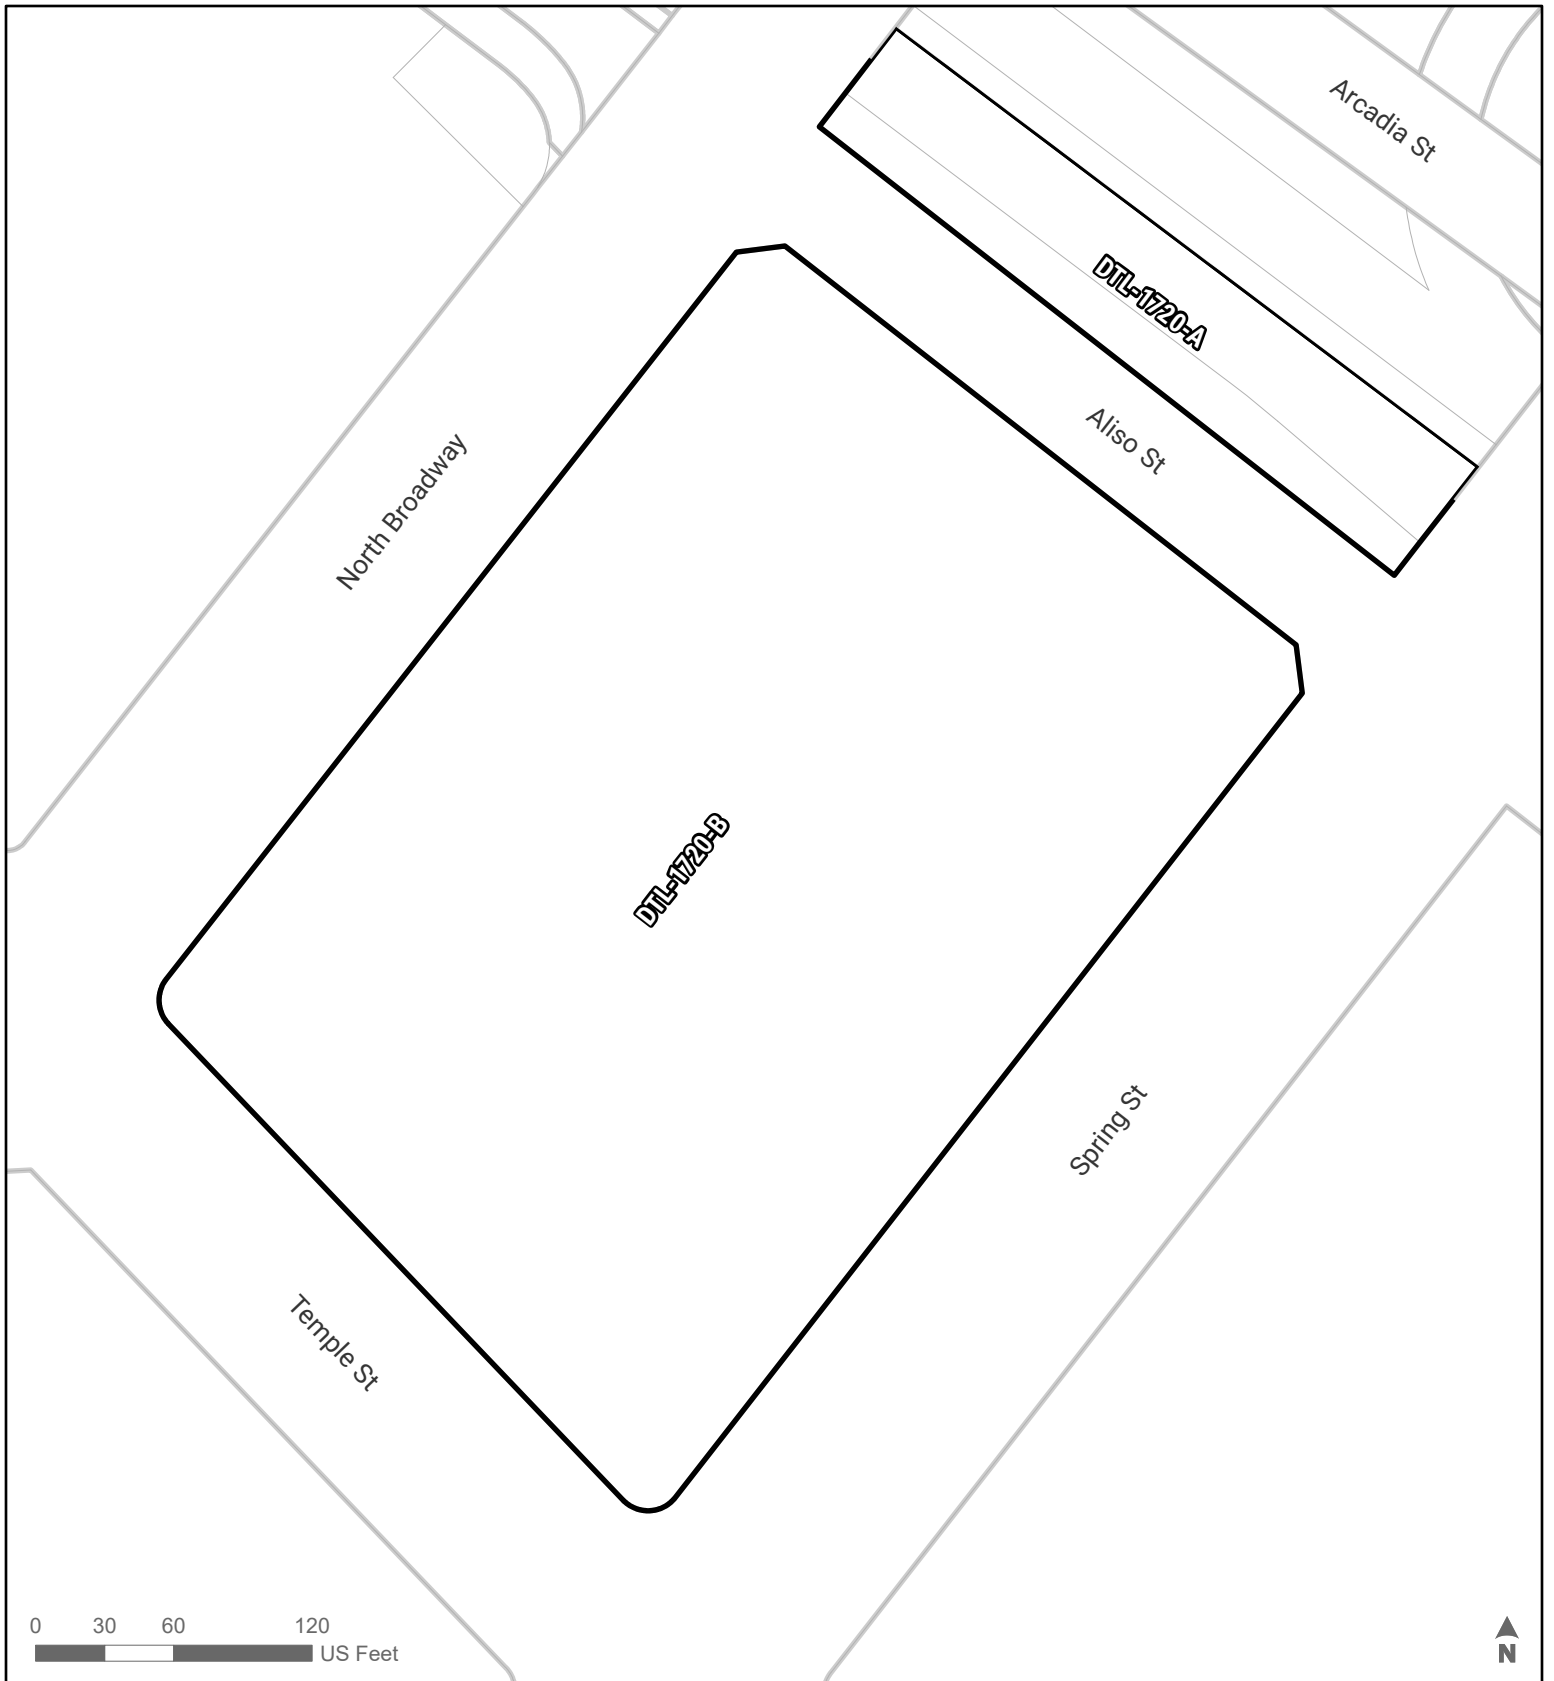 Arcadia St
DTL-1720-A
Aliso St
North Broadway
DTL-1720-B
Spring St
Temple St
0 30 60 120
US Feet
N